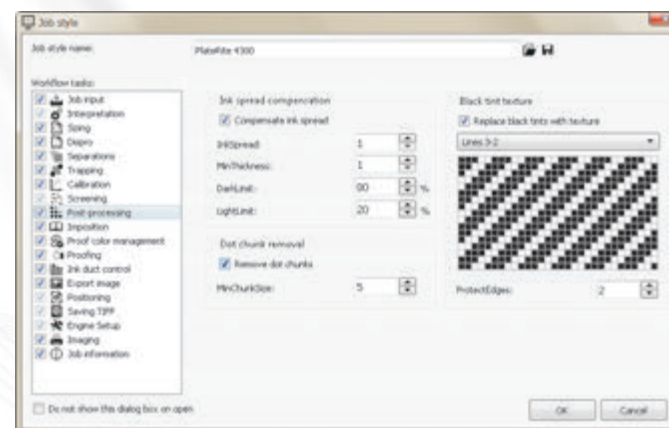 Job style
Job style name:
PlateRite 4300
Workflow tasks:
Job input
Interpretation
Separations
Trapping
Calibration
Screening
Post-processing
Imposition
Proof color management
Proofing
Ink duct control
Export image
Positioning
Saving TIFF
Engine Setup
Imaging
Job information
Do not show this dialog box on open
Ink spread compensation
Compensate ink spread
InkSpread: 1
MinThickness: 1
DarkLimit: %
LightLimit: 20 %
Dot chunk removal
Remove dot chunks
MinChunkSize: 5
Black tint texture
Replace black tints with texture
Lines 3-2
ProtectEdges: 2
OK
Cancel